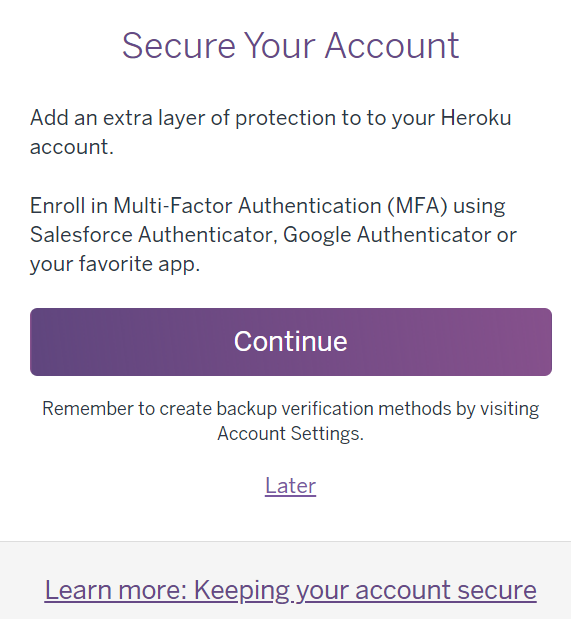 Secure Your Account
Add an extra layer of protection to to your Heroku
account.
Enroll in Multi-Factor Authentication (MFA) using
Salesforce Authenticator, Google Authenticator or
your favorite app.
Continue
Remember to create backup verification methods by visiting
Account Settings.
Later
Learn more: Keeping your account secure